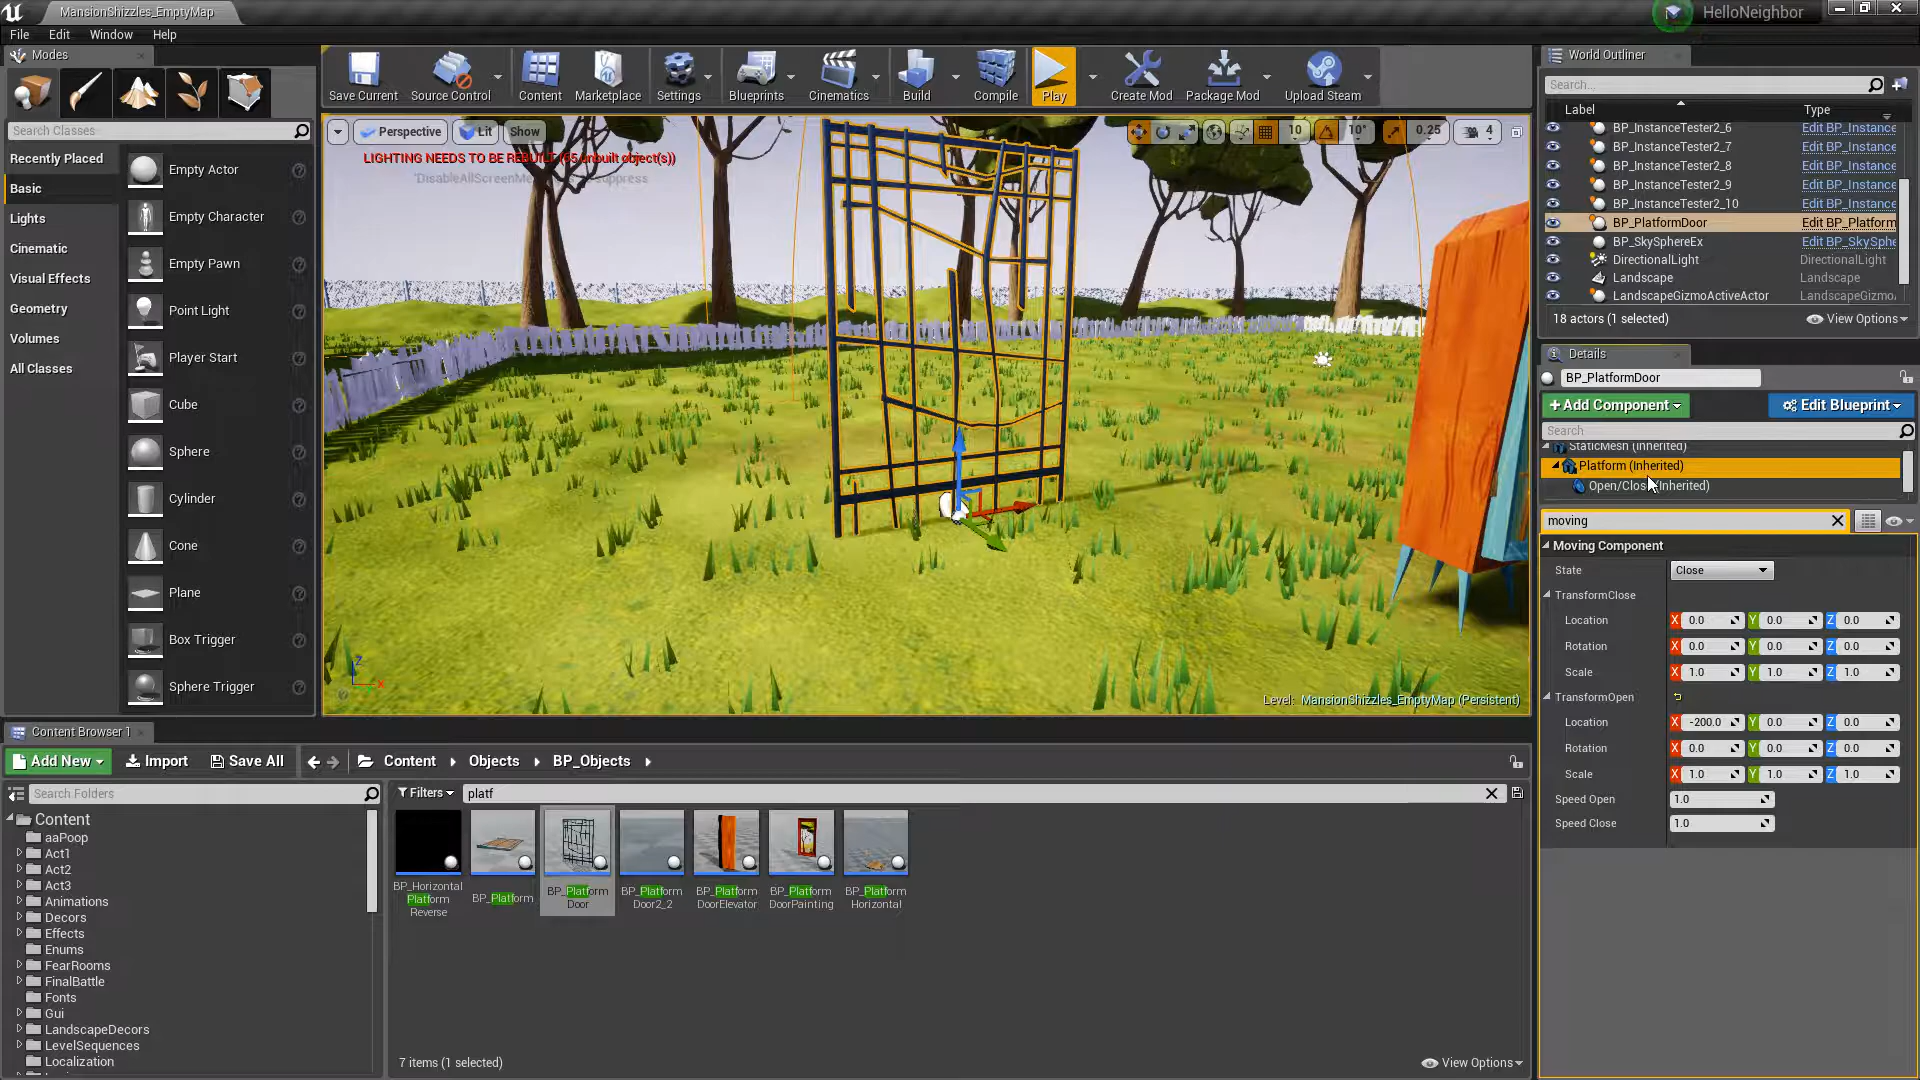 MansionShizzles_EmptyMap
HelloNeighbor
File Edit Window Help
Modes
Search Classes
Recently Placed
Basic
Lights
Cinematic
Visual Effects
Geometry
Volumes
All Classes
Empty Actor
Empty Character
Empty Pawn
Point Light
Player Start
Cube
Sphere
Cylinder
Cone
Plane
Box Trigger
Sphere Trigger
Save Current Source Control Content Marketplace Settings Blueprints Cinematics Build Compile Play Create Mod Package Mod Upload Steam
Perspective Lit Show
10 10° 0.25 4
LIGHTING NEEDS TO BE REBUILT (65 unbuilt object(s))
Z
X
Level: MansionShizzles_EmptyMap (Persistent)
World Outliner
Search...
Label Type
BP_InstanceTester2_6 Edit BP_Instance
BP_InstanceTester2_7 Edit BP_Instance
BP_InstanceTester2_8 Edit BP_Instance
BP_InstanceTester2_9 Edit BP_Instance
BP_InstanceTester2_10 Edit BP_Instance
BP_PlatformDoor Edit BP_Platform
BP_SkySphereEx Edit BP_SkySphe
DirectionalLight DirectionalLight
Landscape Landscape
LandscapeGizmoActiveActor LandscapeGizmo
18 actors (1 selected) View Options
Details
BP_PlatformDoor
+Add Component Edit Blueprint
Search
StaticMesh (Inherited)
Platform (Inherited)
Open/Clos Inherited)
moving
Moving Component
State Close
TransformClose
Location X 0.0 Y 0.0 Z 0.0
Rotation X 0.0 Y 0.0 Z 0.0
Scale X 1.0 Y 1.0 Z 1.0
TransformOpen
Location X -200.0 Y 0.0 Z 0.0
Rotation X 0.0 Y 0.0 Z 0.0
Scale X 1.0 Y 1.0 Z 1.0
Speed Open 1.0
Speed Close 1.0
Content Browser 1
Add New Import Save All Content Objects BP_Objects
Search Folders
Filters platf
Content
aaPoop
Act1
Act2
Act3
Animations
Decors
Effects
Enums
FearRooms
FinalBattle
Fonts
Gui
LandscapeDecors
LevelSequences
Localization
BP_Horizontal
Platform
Reverse
BP_Platform
BP_Platform
Door
BP_Platform
Door2_2
BP_Platform
DoorElevator
BP_Platform
DoorPainting
BP_Platform
Horizontal
7 items (1 selected) View Options